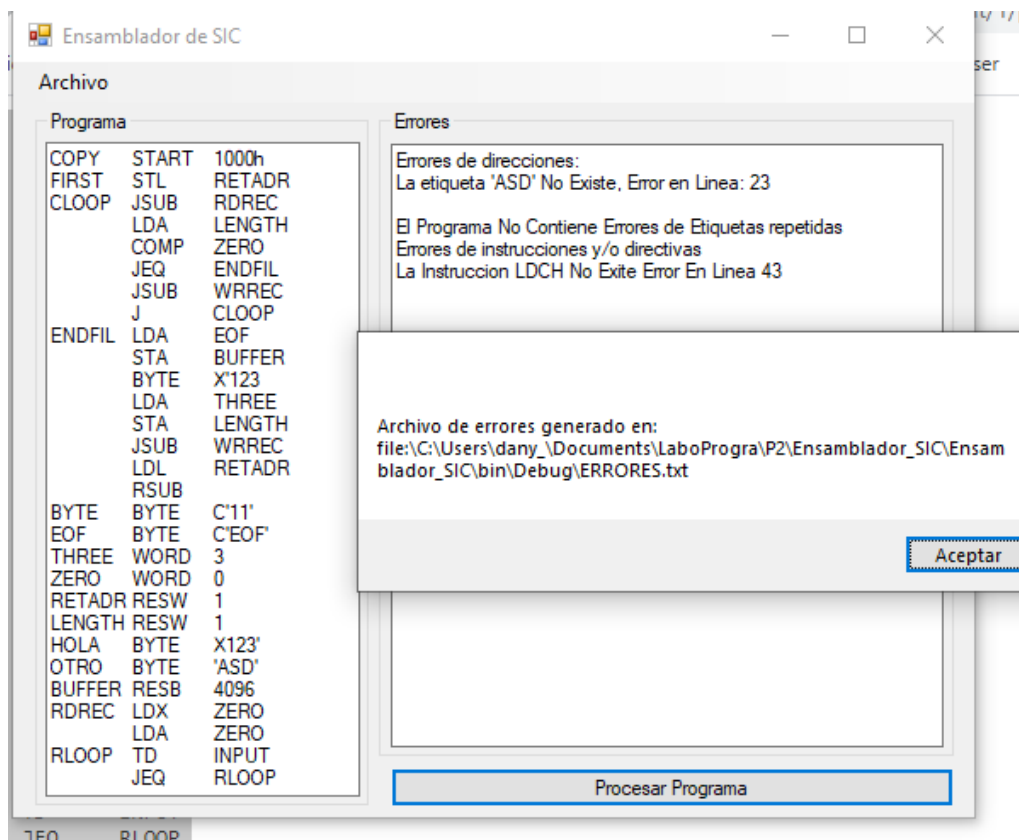 Ensamblador de SIC
ser
Archivo
Programa
COPY START 1000h
FIRST STL RETADR
CLOOP JSUB RDREC
LDA LENGTH
COMP ZERO
JEQ ENDFIL
JSUB WRREC
J CLOOP
ENDFIL LDA EOF
STA BUFFER
BYTE X'123
LDA THREE
STA LENGTH
JSUB WRREC
LDL RETADR
RSUB
BYTE BYTE C'11'
EOF BYTE C'EOF'
THREE WORD 3
ZERO WORD 0
RETADR RESW 1
LENGTH RESW 1
HOLA BYTE X123'
OTRO BYTE 'ASD'
BUFFER RESB 4096
RDREC LDX ZERO
LDA ZERO
RLOOP TD INPUT
JEQ RLOOP
Errores
Errores de direcciones:
La etiqueta 'ASD' No Existe, Error en Linea: 23
El Programa No Contiene Errores de Etiquetas repetidas
Errores de instrucciones y/o directivas
La Instruccion LDCH No Exite Error En Linea 43
Archivo de errores generado en:
file:\C:\Users\dany_\Documents\LaboProgra\P2\Ensamblador_SIC\Ensam
blador_SIC\bin\Debug\ERRORES.txt
Aceptar
Procesar Programa
JEQ RLOOP